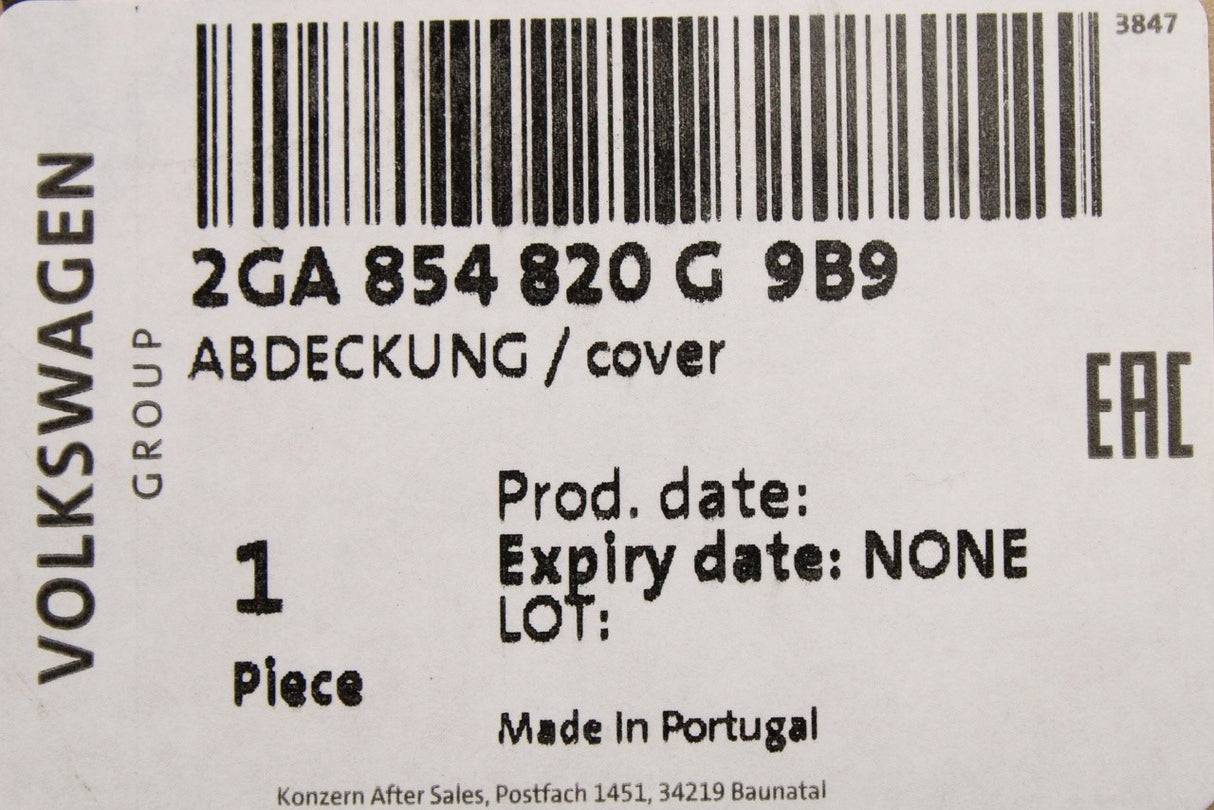 3847
VOLKSWAGEN
GROUP
2GA 854 820 G 9B9
ABDECKUNG / cover
EAC
Prod. date:
Expiry date: NONE
LOT:
1
Piece
Made In Portugal
Konzern After Sales, Postfach 1451, 34219 Baunatal